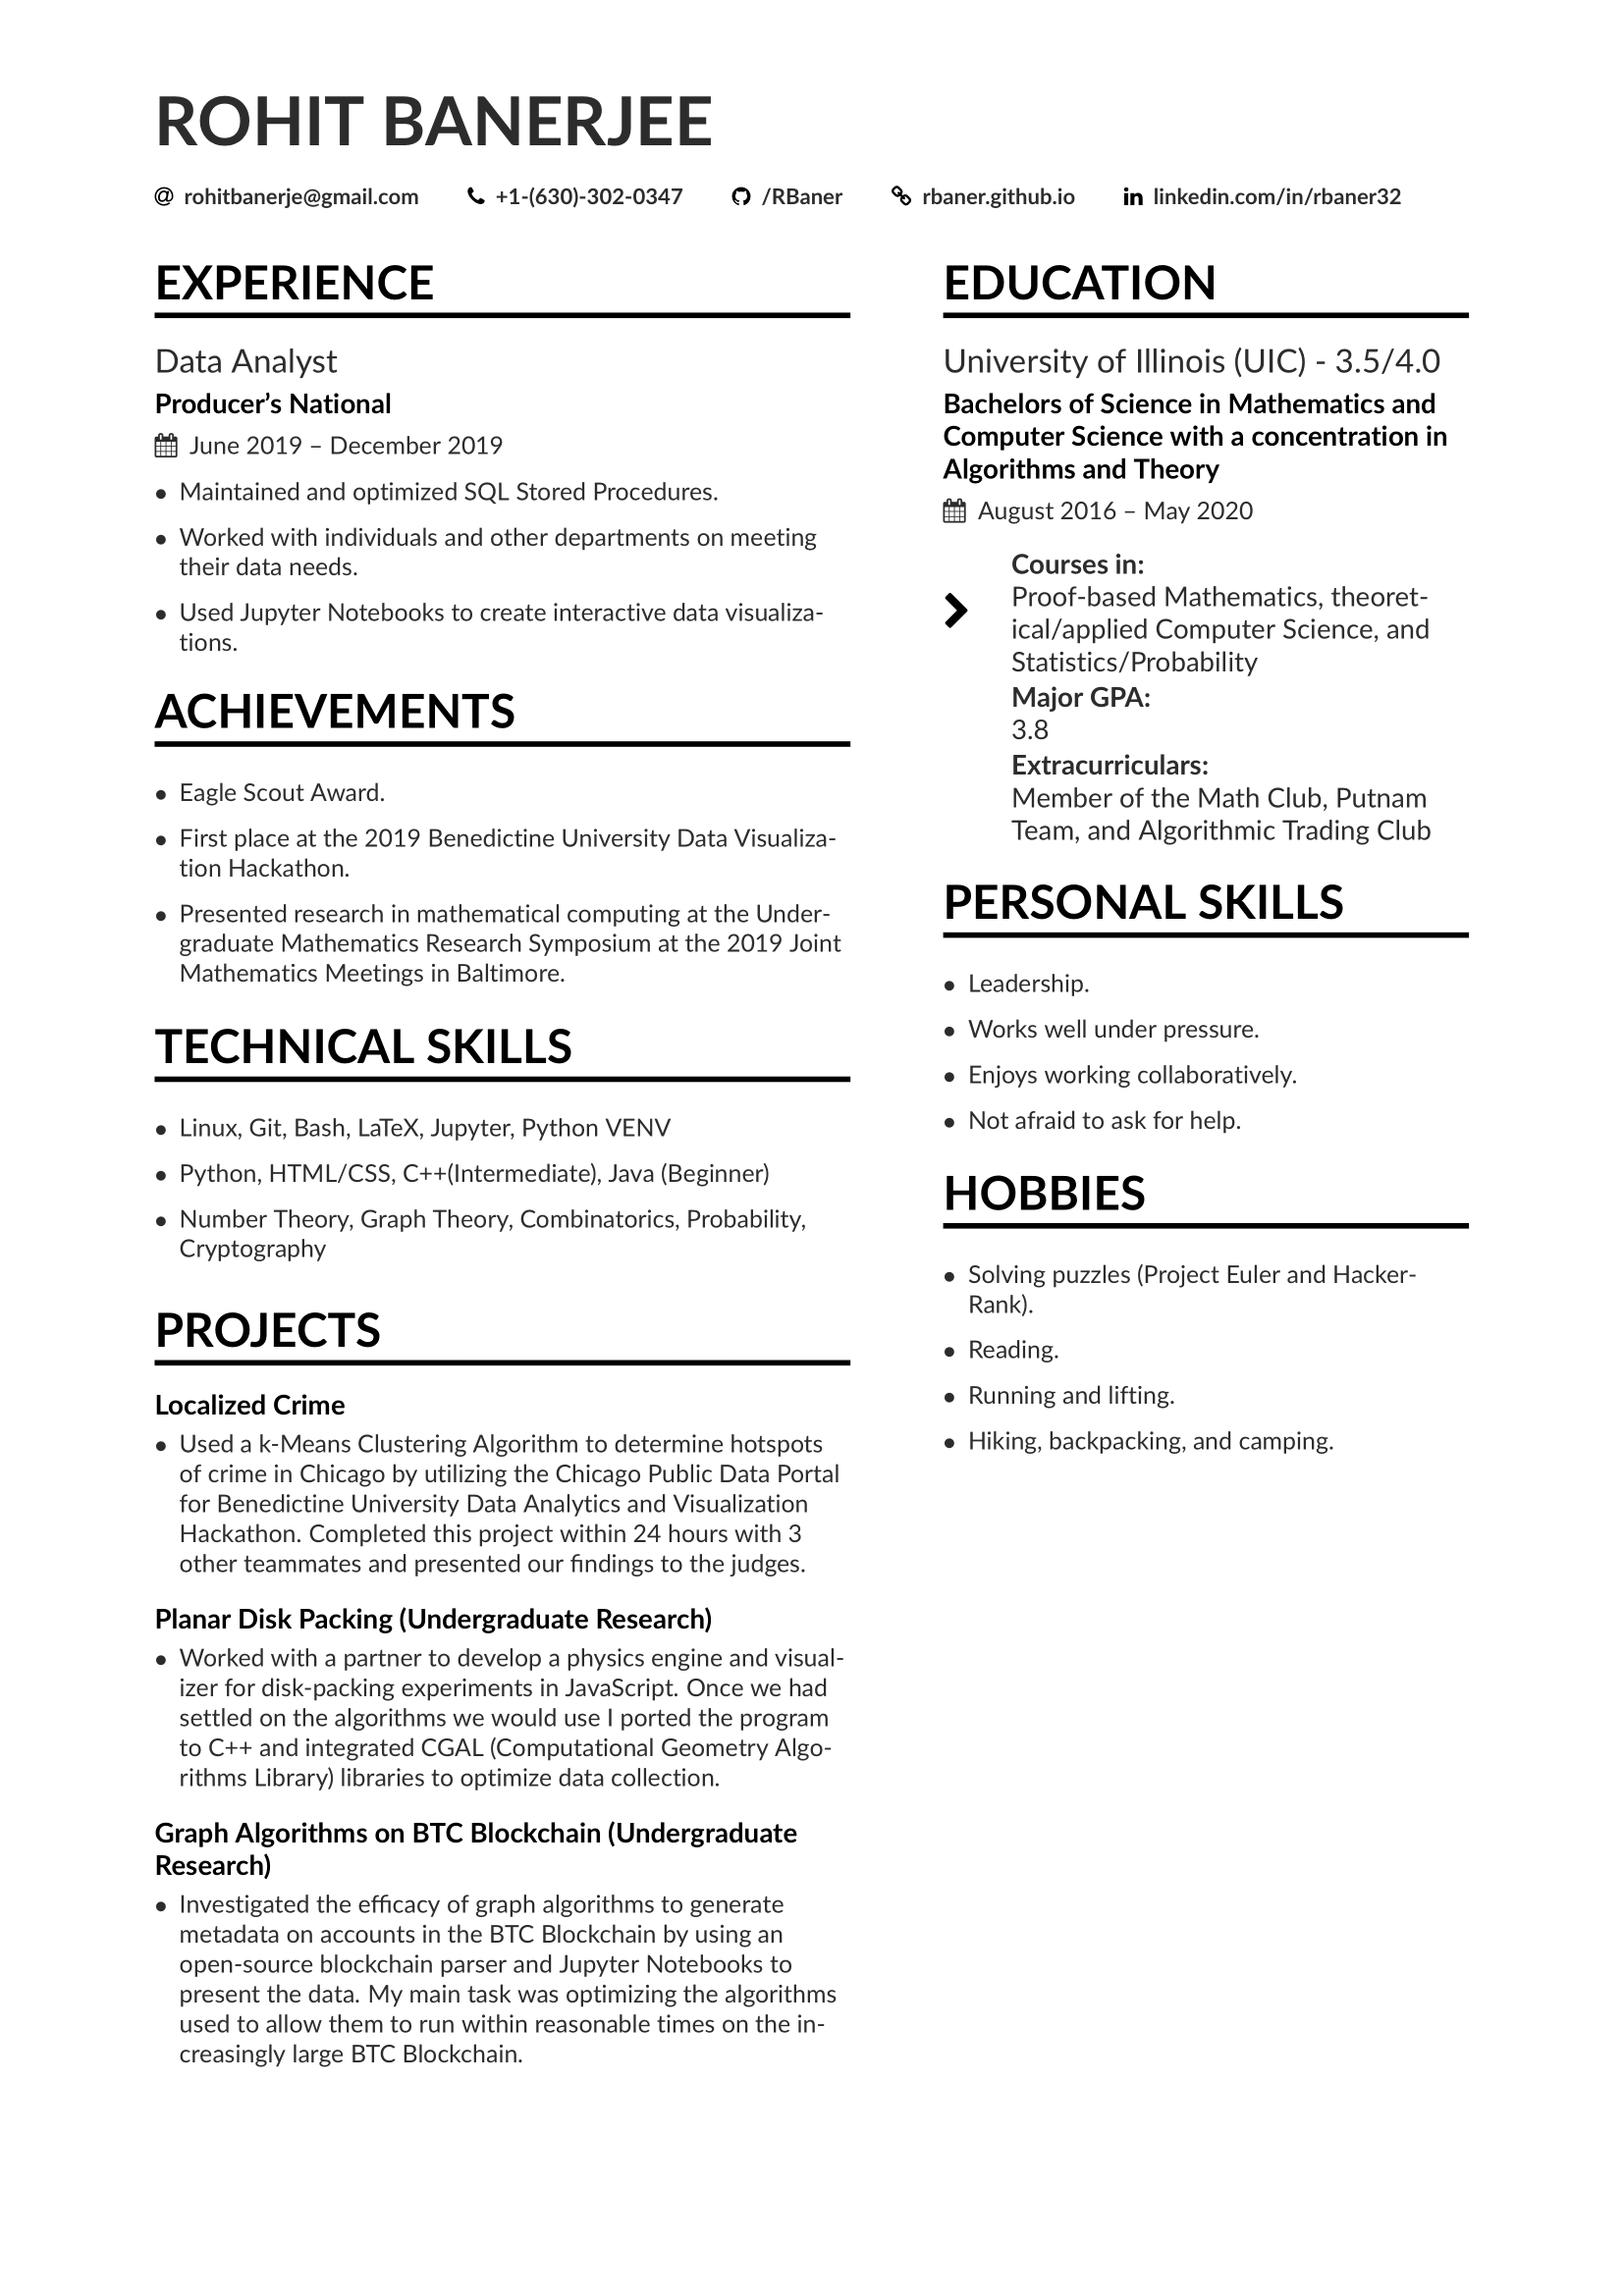 ROHIT BANERJEE
rohitbanerje@gmail.com +1-(630)-302-0347 /RBaner rbaner.github.io linkedin.com/in/rbaner32
EXPERIENCE
Data Analyst
Producer’s National
June 2019 – December 2019
• Maintained and optimized SQL Stored Procedures.
• Worked with individuals and other departments on meeting
their data needs.
• Used Jupyter Notebooks to create interactive data visualiza-
tions.
ACHIEVEMENTS
• Eagle Scout Award.
• First place at the 2019 Benedictine University Data Visualiza-
tion Hackathon.
• Presented research in mathematical computing at the Under-
graduate Mathematics Research Symposium at the 2019 Joint
Mathematics Meetings in Baltimore.
TECHNICAL SKILLS
• Linux, Git, Bash, LaTeX, Jupyter, Python VENV
• Python, HTML/CSS, C++(Intermediate), Java (Beginner)
• Number Theory, Graph Theory, Combinatorics, Probability,
Cryptography
PROJECTS
Localized Crime
• Used a k-Means Clustering Algorithm to determine hotspots
of crime in Chicago by utilizing the Chicago Public Data Portal
for Benedictine University Data Analytics and Visualization
Hackathon. Completed this project within 24 hours with 3
other teammates and presented our findings to the judges.
Planar Disk Packing (Undergraduate Research)
• Worked with a partner to develop a physics engine and visual-
izer for disk-packing experiments in JavaScript. Once we had
settled on the algorithms we would use I ported the program
to C++ and integrated CGAL (Computational Geometry Algo-
rithms Library) libraries to optimize data collection.
Graph Algorithms on BTC Blockchain (Undergraduate
Research)
• Investigated the efficacy of graph algorithms to generate
metadata on accounts in the BTC Blockchain by using an
open-source blockchain parser and Jupyter Notebooks to
present the data. My main task was optimizing the algorithms
used to allow them to run within reasonable times on the in-
creasingly large BTC Blockchain.
EDUCATION
University of Illinois (UIC) - 3.5/4.0
Bachelors of Science in Mathematics and
Computer Science with a concentration in
Algorithms and Theory
August 2016 – May 2020
Courses in:
Proof-based Mathematics, theoret-
ical/applied Computer Science, and
Statistics/Probability
Major GPA:
3.8
Extracurriculars:
Member of the Math Club, Putnam
Team, and Algorithmic Trading Club
PERSONAL SKILLS
• Leadership.
• Works well under pressure.
• Enjoys working collaboratively.
• Not afraid to ask for help.
HOBBIES
• Solving puzzles (Project Euler and Hacker-
Rank).
• Reading.
• Running and lifting.
• Hiking, backpacking, and camping.